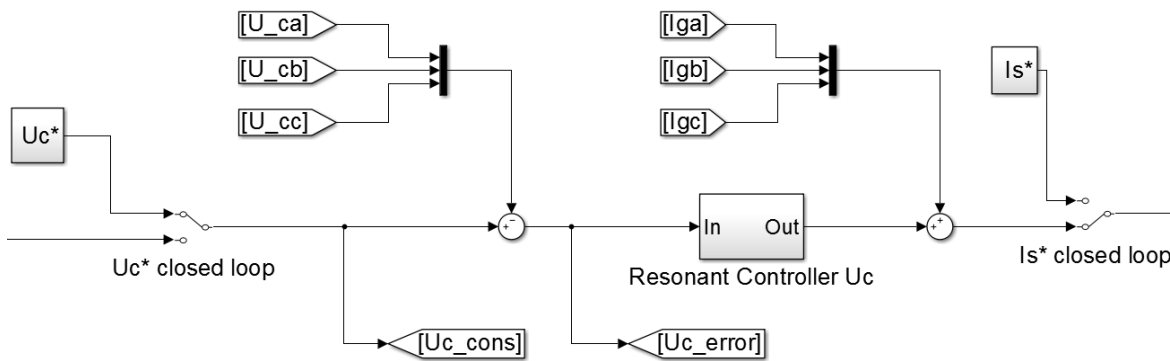 [U_ca]
[U_cb]
[U_cc]
[Iga]
[Igb]
[Igc]
Is*
Uc*
+
−
In
Out
+
+
Uc* closed loop
Resonant Controller Uc
Is* closed loop
[Uc_cons]
[Uc_error]